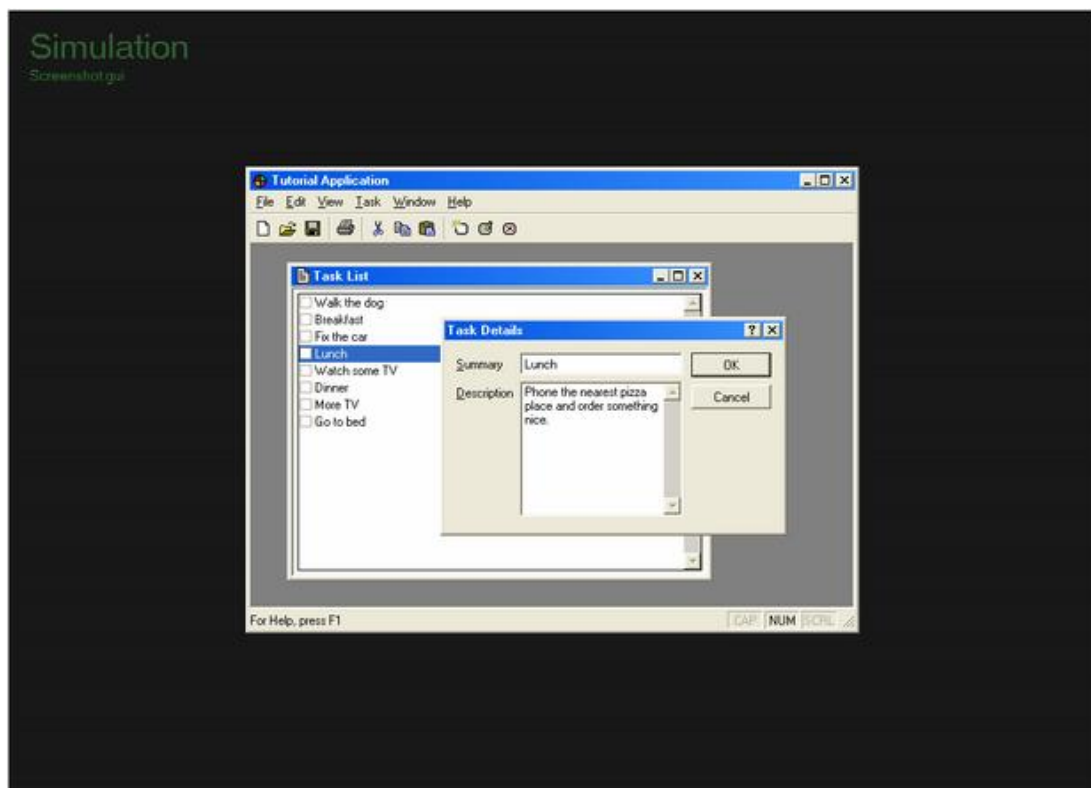 Simulation
Screenshot.gui
Tutorial Application
File Edit View Task Window Help
Task List
Walk the dog
Breakfast
Fix the car
Lunch
Watch some TV
Dinner
More TV
Go to bed
Task Details
Summary Lunch OK
Description Phone the nearest pizza Cancel
place and order something
nice.
For Help, press F1 CAP NUM SCRL